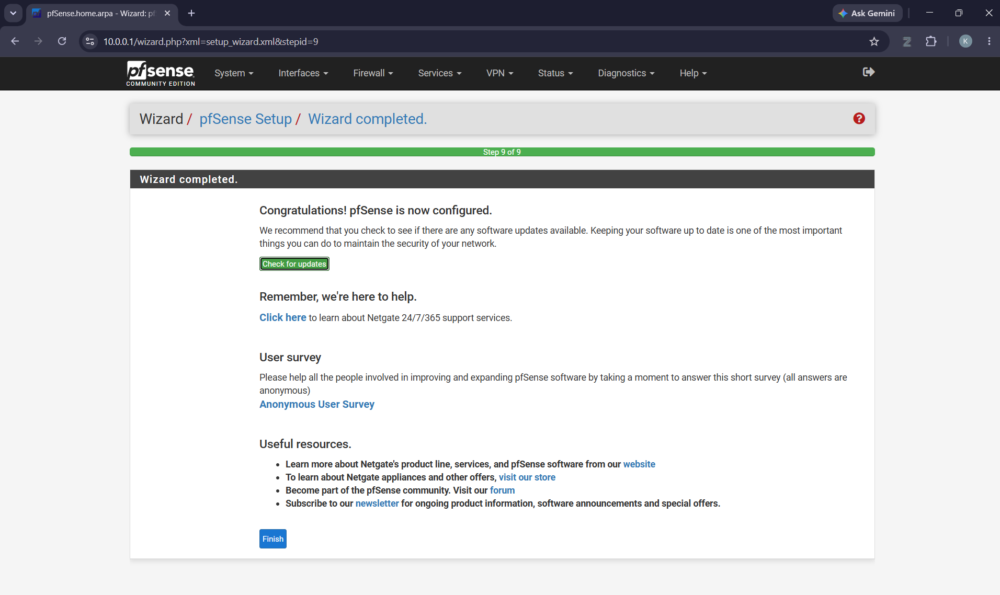 pfSense.home.arpa - Wizard: pf
Ask Gemini
10.0.0.1/wizard.php?xml=setup_wizard.xml&stepid=9
K
pfsense
COMMUNITY EDITION
System
Interfaces
Firewall
Services
VPN
Status
Diagnostics
Help
Wizard / pfSense Setup / Wizard completed.
Step 9 of 9
Wizard completed.
Congratulations! pfSense is now configured.
We recommend that you check to see if there are any software updates available. Keeping your software up to date is one of the most important
things you can do to maintain the security of your network.
Check for updates
Remember, we're here to help.
Click here to learn about Netgate 24/7/365 support services.
User survey
Please help all the people involved in improving and expanding pfSense software by taking a moment to answer this short survey (all answers are
anonymous)
Anonymous User Survey
Useful resources.
Learn more about Netgate's product line, services, and pfSense software from our website
To learn about Netgate appliances and other offers, visit our store
Become part of the pfSense community. Visit our forum
Subscribe to our newsletter for ongoing product information, software announcements and special offers.
Finish